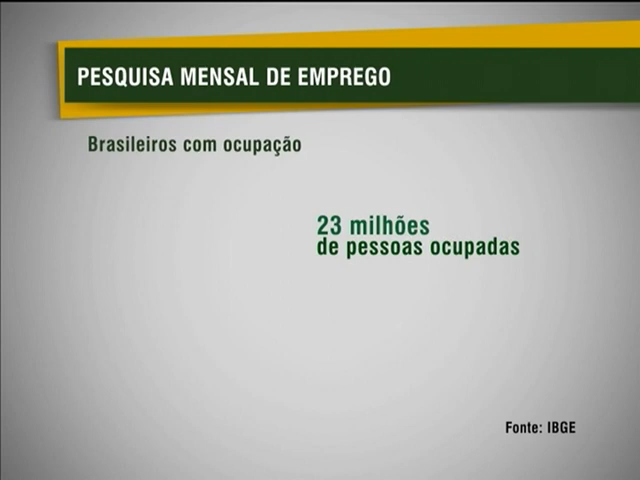 PESQUISA MENSAL DE EMPREGO
Brasileiros com ocupação
23 milhões
de pessoas ocupadas
Fonte: IBGE